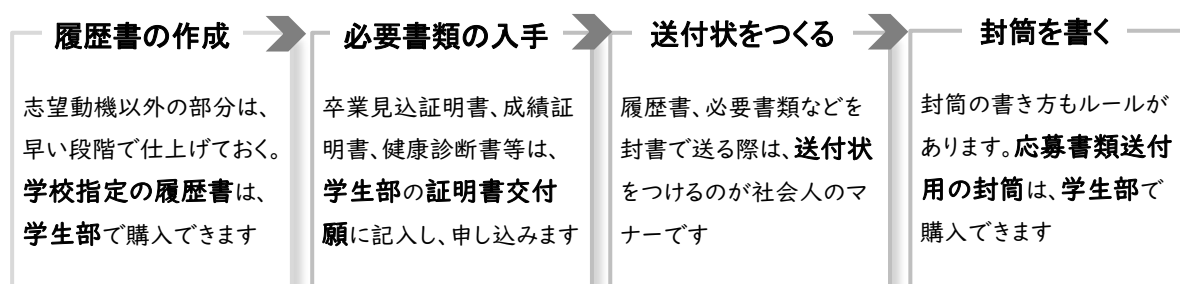 履歴書の作成
志望動機以外の部分は、
早い段階で仕上げておく。
学校指定の履歴書は、
学生部で購入できます
必要書類の入手
卒業見込証明書、成績証
明書、健康診断書等は、
学生部の証明書交付
願に記入し、申し込みます
送付状をつくる
履歴書、必要書類などを
封書で送る際は、送付状
をつけるのが社会人のマ
ナーです
封筒を書く
封筒の書き方もルールが
あります。応募書類送付
用の封筒は、学生部で
購入できます